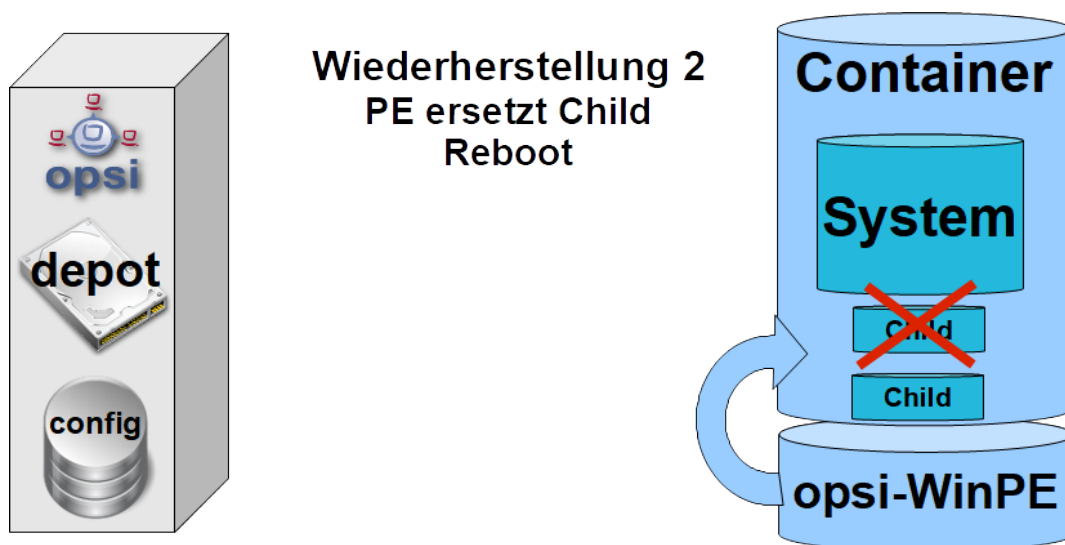 Wiederherstellung 2
PE ersetzt Child
Reboot
opsi
depot
config
Container
System
Child
Child
opsi-WinPE